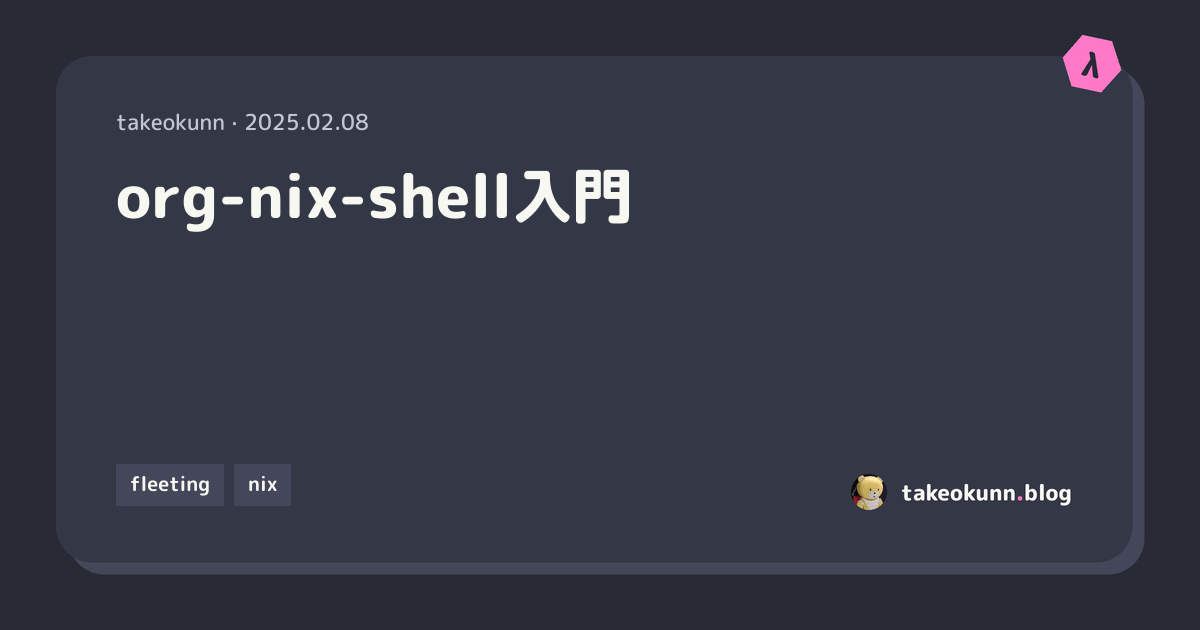 λ
takeokunn · 2025.02.08
org-nix-shell入門
fleeting
nix
takeokunn.blog